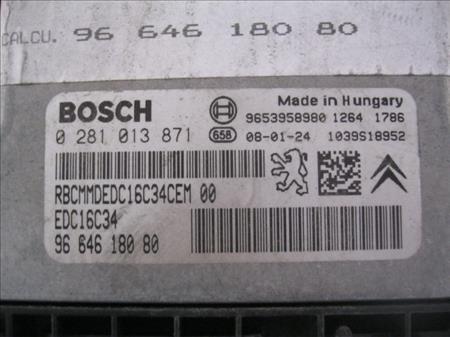 CALCU. 96 646 180 80
BOSCH
Made in Hungary
9653958980 1264 1786
0 281 013 871 658 08-01-24 1039S18952
RBCMMDEDC16C34CEM 00
EDC16C34
96 646 180 80